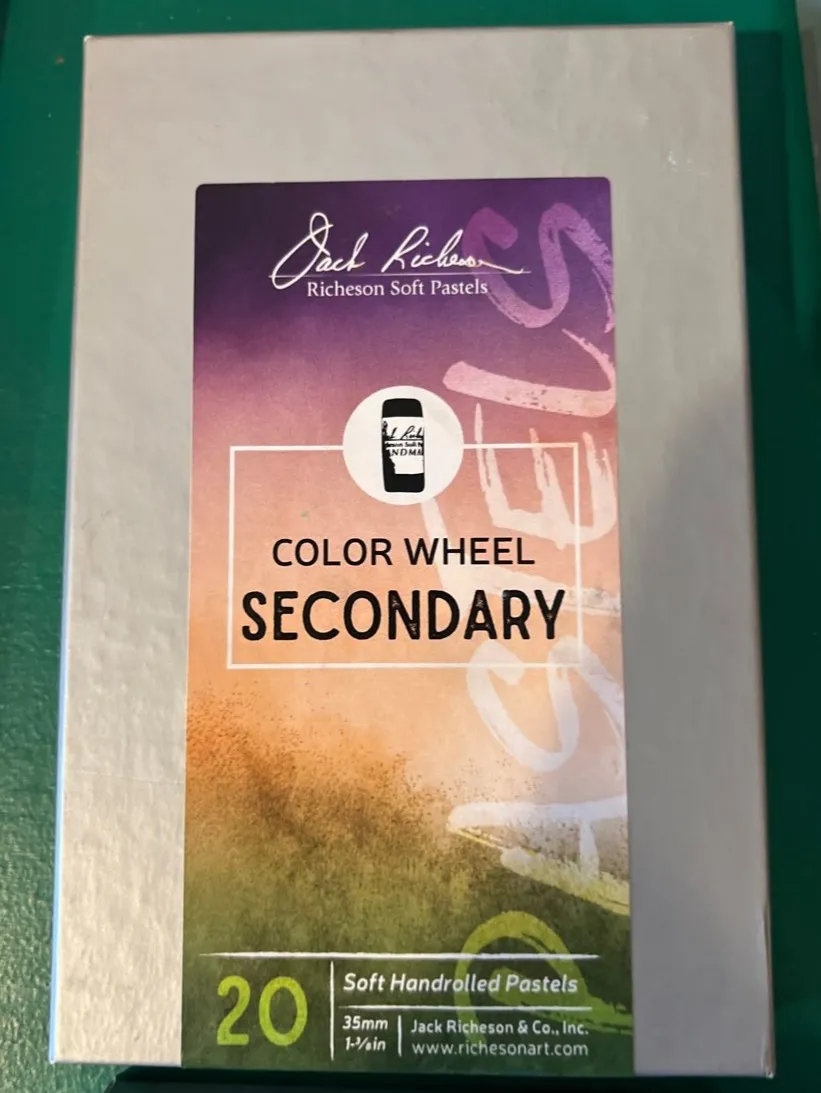 Jack Richeson
Richeson Soft Pastels
PASTELS
COLOR WHEEL
SECONDARY
20
Soft Handrolled Pastels
35mm
1-³⁄₈in
Jack Richeson & Co., Inc.
www.richesonart.com